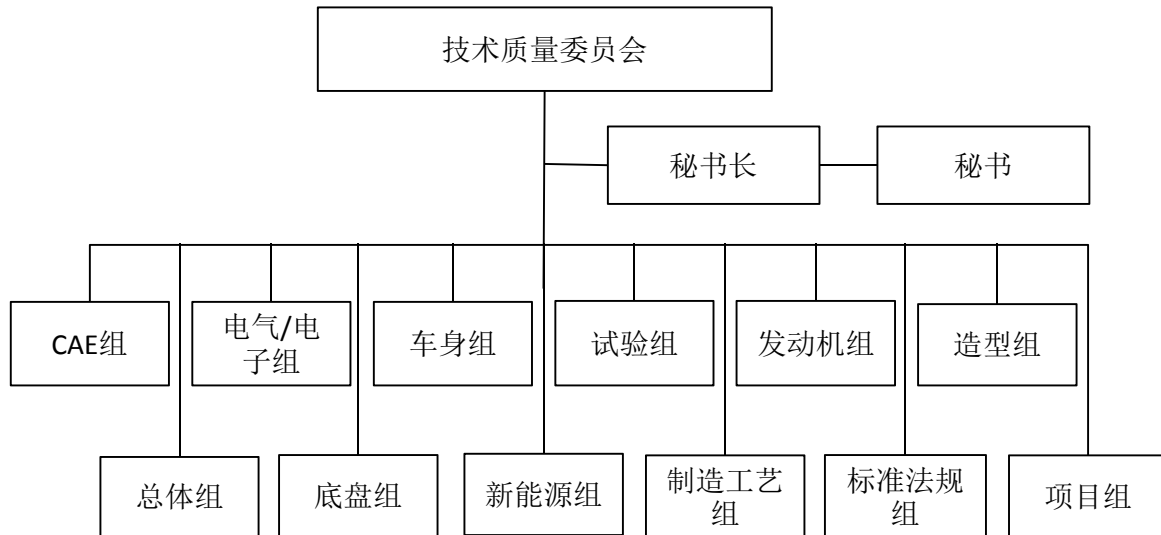 技术质量委员会
秘书长
秘书
CAE组
电气/电
子组
车身组
试验组
发动机组
造型组
总体组
底盘组
新能源组
制造工艺
组
标准法规
组
项目组